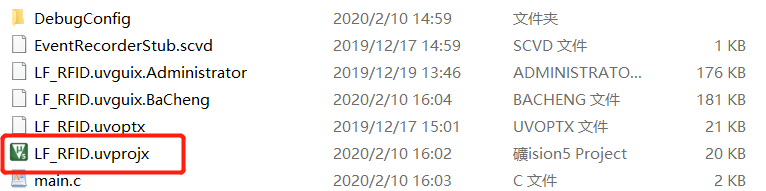 DebugConfig 2020/2/10 14:59 文件夹
EventRecorderStub.scvd 2019/12/17 14:59 SCVD 文件 1 KB
LF_RFID.uvguix.Administrator 2019/12/19 13:46 ADMINISTRATO... 176 KB
LF_RFID.uvguix.BaCheng 2020/2/10 16:04 BACHENG 文件 181 KB
LF_RFID.uvoptx 2019/12/17 15:01 UVOPTX 文件 21 KB
LF_RFID.uvprojx 2020/2/10 16:02 礦ision5 Project 20 KB
main.c 2020/2/10 16:04 C 文件 2 KB